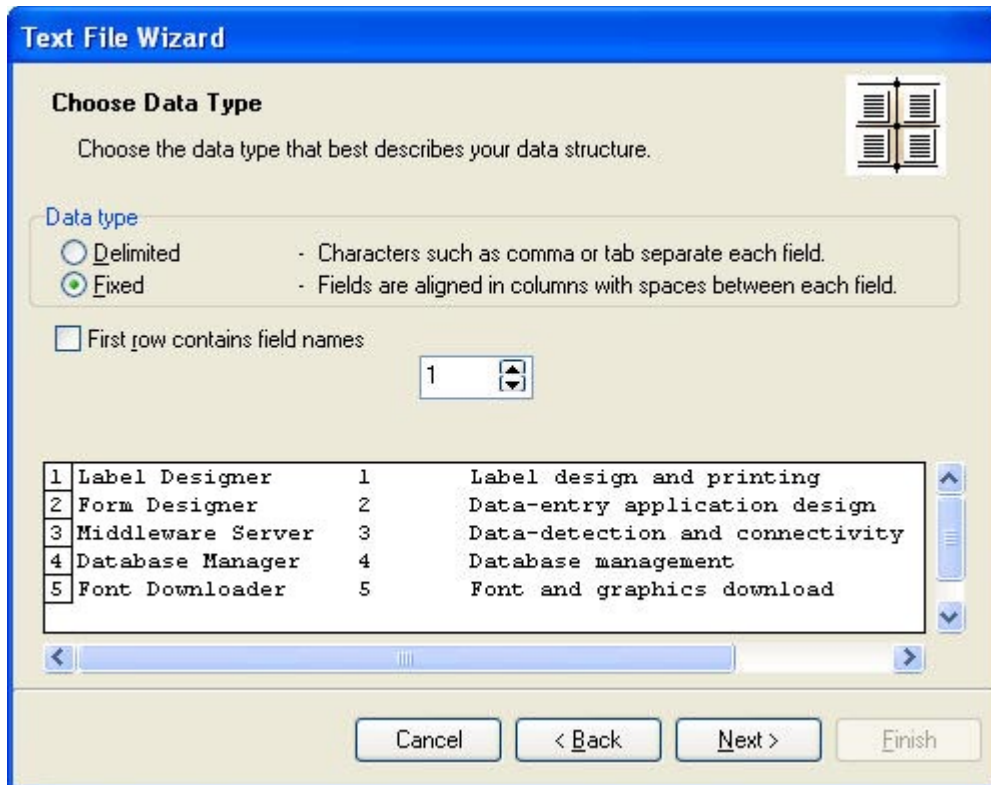 Text File Wizard
Choose Data Type
Choose the data type that best describes your data structure.
Data type
Delimited - Characters such as comma or tab separate each field.
Fixed - Fields are aligned in columns with spaces between each field.
First row contains field names
1
1 Label Designer 1 Label design and printing
2 Form Designer 2 Data-entry application design
3 Middleware Server 3 Data-detection and connectivity
4 Database Manager 4 Database management
5 Font Downloader 5 Font and graphics download
Cancel < Back Next > Finish